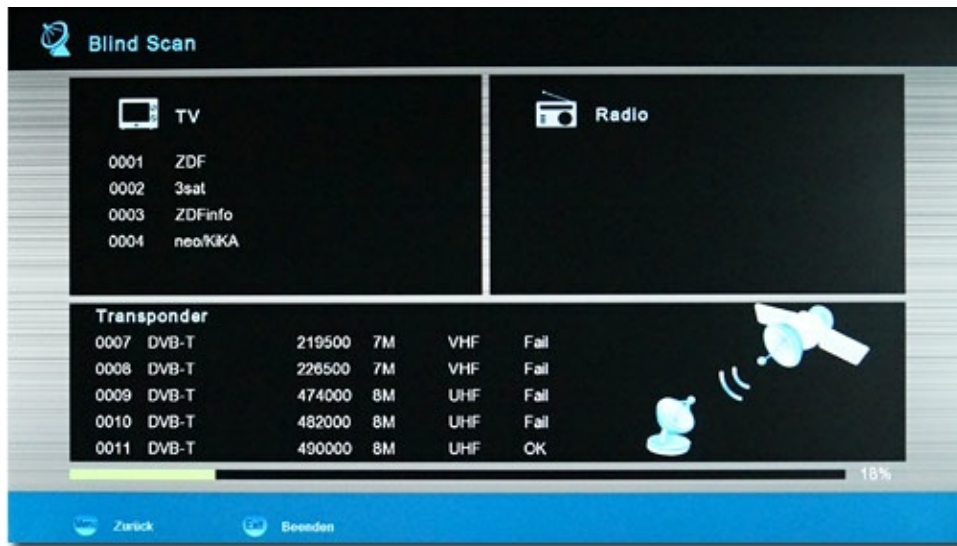 Blind Scan
TV
0001 ZDF
0002 3sat
0003 ZDFinfo
0004 neo/KiKA
Radio
Transponder
0007 DVB-T 219500 7M VHF Fail
0008 DVB-T 226500 7M VHF Fail
0009 DVB-T 474000 8M UHF Fail
0010 DVB-T 482000 8M UHF Fail
0011 DVB-T 490000 8M UHF OK
18%
Zurück
Exit Beenden